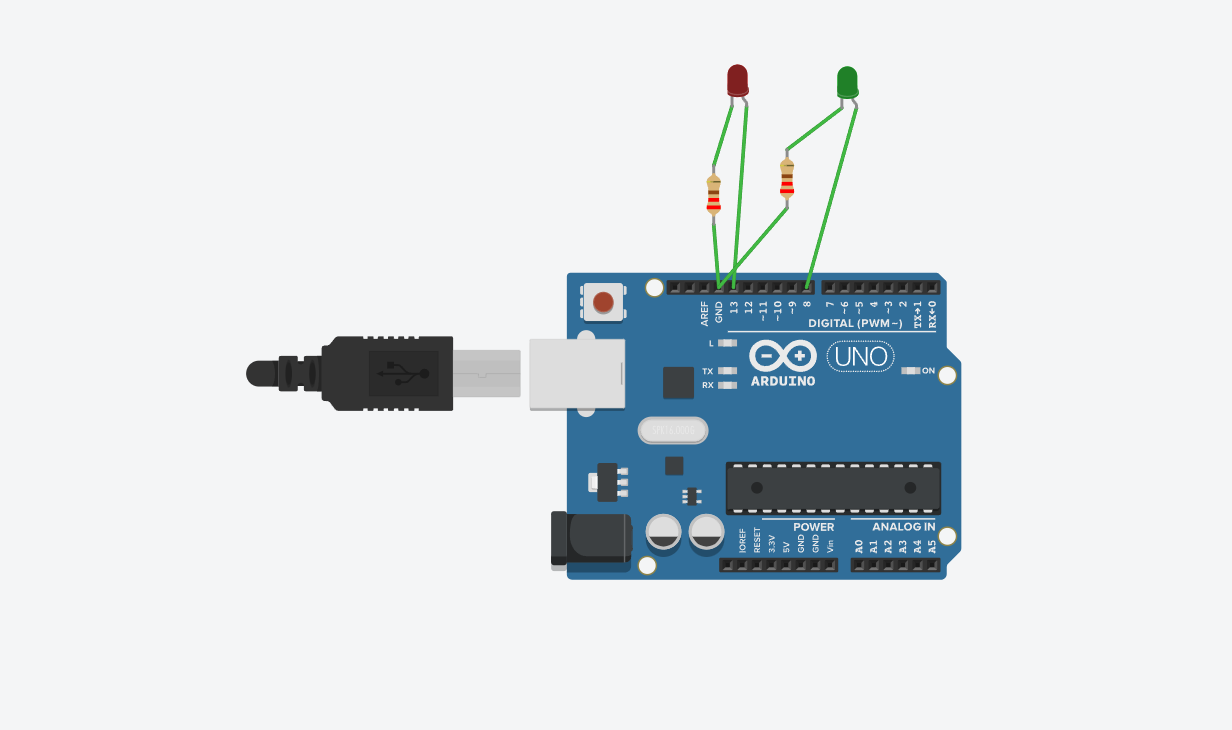 AREF
GND
13
12
~11
~10
~9
8
7
~6
~5
4
~3
2
TX→1
RX←0
DIGITAL (PWM~)
L
TX
RX
UNO
ARDUINO
ON
POWER
ANALOG IN
IOREF
RESET
3.3V
5V
GND
GND
Vin
A0
A1
A2
A3
A4
A5